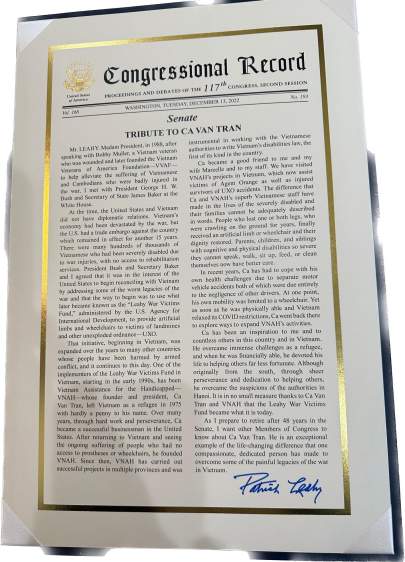 Congressional Record
United States
of America
PROCEEDINGS AND DEBATES OF THE 117th CONGRESS, SECOND SESSION
Vol. 168
WASHINGTON, TUESDAY, DECEMBER 13, 2022
No. 191
Senate
TRIBUTE TO CA VAN TRAN
Mr. LEAHY. Madam President, in 1988, after
speaking with Bobby Muller, a Vietnam veteran
who was wounded and later founded the Vietnam
Veterans of America Foundation—VVAF—
to help alleviate the suffering of Vietnamese
and Cambodians who were badly injured in
the war, I met with President George H. W.
Bush and Secretary of State James Baker at the
White House.
At the time, the United States and Vietnam
did not have diplomatic relations. Vietnam's
economy had been devastated by the war, but
the U.S. had a trade embargo against the country
which remained in effect for another 15 years.
There were many hundreds of thousands of
Vietnamese who had been severely disabled due
to war injuries, with no access to rehabilitation
services. President Bush and Secretary Baker
and I agreed that it was in the interest of the
United States to begin reconciling with Vietnam
by addressing some of the worst legacies of the
war and that the way to begin was to use what
later became known as the Leahy War Victims
Fund," administered by the U.S. Agency for
International Development, to provide artificial
limbs and wheelchairs to victims of landmines
and other unexploded ordnance—UXO.
That initiative, beginning in Vietnam, was
expanded over the years to many other countries
whose people have been harmed by armed
conflict, and it continues to this day. One of the
implementers of the Leahy War Victims Fund in
Vietnam, starting in the early 1990s, has been
Vietnam Assistance for the Handicapped—
VNAH—whose founder and president, Ca
Van Tran, left Vietnam as a refugee in 1975
with hardly a penny to his name. Over many
years, through hard work and perseverance, Ca
became a successful businessman in the United
States. After returning to Vietnam and seeing
the ongoing suffering of people who had no
access to prostheses or wheelchairs, he founded
VNAH. Since then, VNAH has carried out
successful projects in multiple provinces and was
instrumental in working with the Vietnamese
authorities to write Vietnam's disabilities law, the
first of its kind in the country.
Ca became a good friend to me and my
wife Marcelle and to my staff. We have visited
VNAH's projects in Vietnam, which now assist
victims of Agent Orange as well as injured
survivors of UXO accidents. The difference that
Ca and VNAH's superb Vietnamese staff have
made in the lives of the severely disabled and
their families cannot be adequately described
in words. People who lost one or both legs, who
were crawling on the ground for years, finally
received an artificial limb or wheelchair and their
dignity restored. Parents, children, and siblings
with cognitive and physical disabilities so severe
they cannot speak, walk, sit up, feed, or clean
themselves now have better care.
In recent years, Ca has had to cope with his
own health challenges due to separate motor
vehicle accidents both of which were due entirely
to the negligence of other drivers. At one point,
his own mobility was limited to a wheelchair. Yet
as soon as he was physically able and Vietnam
relaxed its COVID restrictions, Ca went back there
to explore ways to expand VNAH's activities.
Ca has been an inspiration to me and to
countless others in this country and in Vietnam.
He overcame immense challenges as a refugee,
and when he was financially able, he devoted his
life to helping others far less fortunate. Although
originally from the south, through sheer
perseverance and dedication to helping others,
he overcame the suspicions of the authorities in
Hanoi. It is in no small measure thanks to Ca Van
Tran and VNAH that the Leahy War Victims
Fund became what it is today.
As I prepare to retire after 48 years in the
Senate, I want other Members of Congress to
know about Ca Van Tran. He is an exceptional
example of the life-changing difference that one
compassionate, dedicated person has made to
overcome some of the painful legacies of the war
in Vietnam.
Patrick Leahy